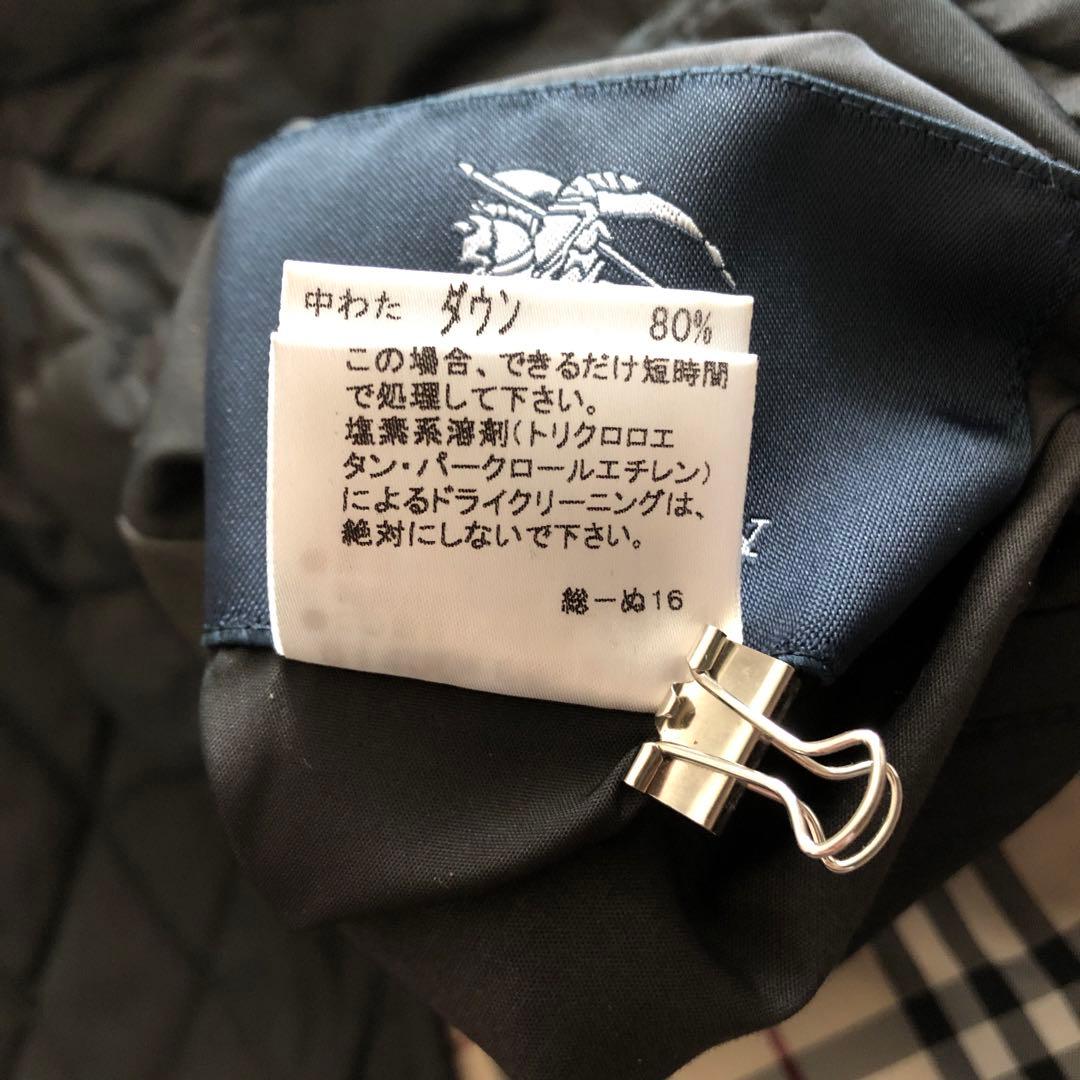 中わた ダウン 80%
この場合、できるだけ短時間
で処理して下さい。
塩素系溶剤(トリクロロエ
タン・パークロールエチレン)
によるドライクリーニングは、
絶対にしないで下さい。
総ーぬ16